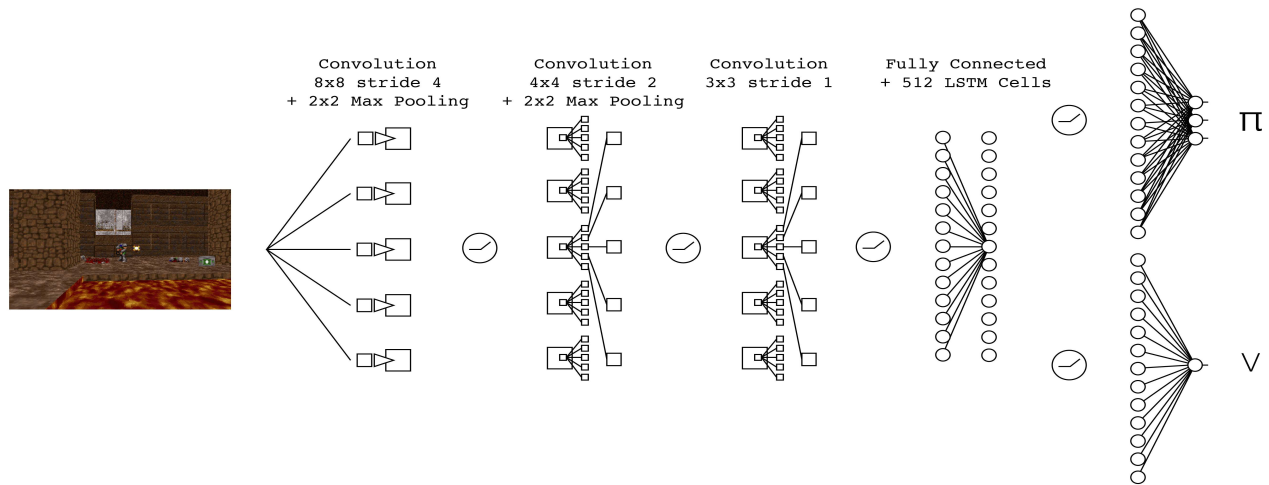 Convolution
8x8 stride 4
+ 2x2 Max Pooling
Convolution
4x4 stride 2
+ 2x2 Max Pooling
Convolution
3x3 stride 1
Fully Connected
+ 512 LSTM Cells
π
V